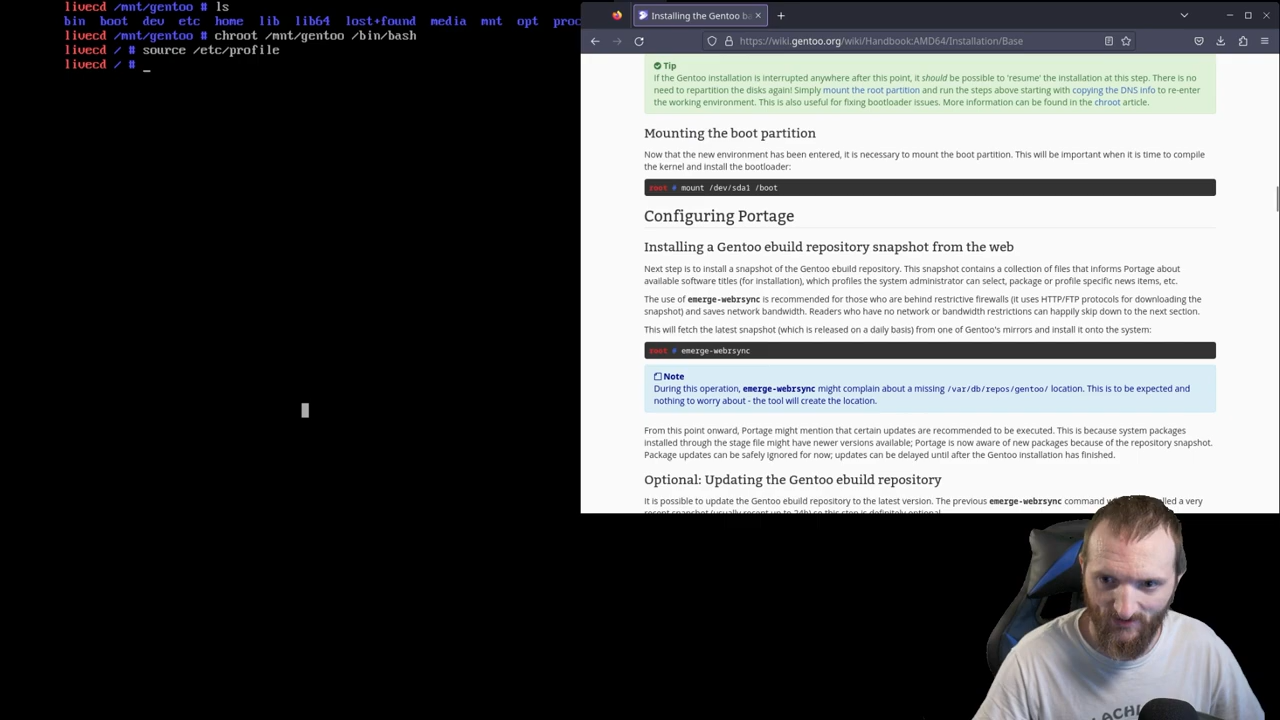 livecd /mnt/gentoo # ls
bin boot dev etc home lib lib64 lost+found media mnt opt proc
livecd /mnt/gentoo # chroot /mnt/gentoo /bin/bash
livecd / # source /etc/profile
livecd / # _
Installing the Gentoo ba
https://wiki.gentoo.org/wiki/Handbook:AMD64/Installation/Base
Tip
If the Gentoo installation is interrupted anywhere after this point, it should be possible to 'resume' the installation at this step. There is no
need to repartition the disks again! Simply mount the root partition and run the steps above starting with copying the DNS info to re-enter
the working environment. This is also useful for fixing bootloader issues. More information can be found in the chroot article.
Mounting the boot partition
Now that the new environment has been entered, it is necessary to mount the boot partition. This will be important when it is time to compile
the kernel and install the bootloader:
root # mount /dev/sda1 /boot
Configuring Portage
Installing a Gentoo ebuild repository snapshot from the web
Next step is to install a snapshot of the Gentoo ebuild repository. This snapshot contains a collection of files that informs Portage about
available software titles (for installation), which profiles the system administrator can select, package or profile specific news items, etc.
The use of emerge-webrsync is recommended for those who are behind restrictive firewalls (it uses HTTP/FTP protocols for downloading the
snapshot) and saves network bandwidth. Readers who have no network or bandwidth restrictions can happily skip down to the next section.
This will fetch the latest snapshot (which is released on a daily basis) from one of Gentoo's mirrors and install it onto the system:
root # emerge-webrsync
Note
During this operation, emerge-webrsync might complain about a missing /var/db/repos/gentoo/ location. This is to be expected and
nothing to worry about - the tool will create the location.
From this point onward, Portage might mention that certain updates are recommended to be executed. This is because system packages
installed through the stage file might have newer versions available; Portage is now aware of new packages because of the repository snapshot.
Package updates can be safely ignored for now; updates can be delayed until after the Gentoo installation has finished.
Optional: Updating the Gentoo ebuild repository
It is possible to update the Gentoo ebuild repository to the latest version. The previous emerge-webrsync command led a very
recent snapshot (usually recent up to 24h) so this step is definitely optional.